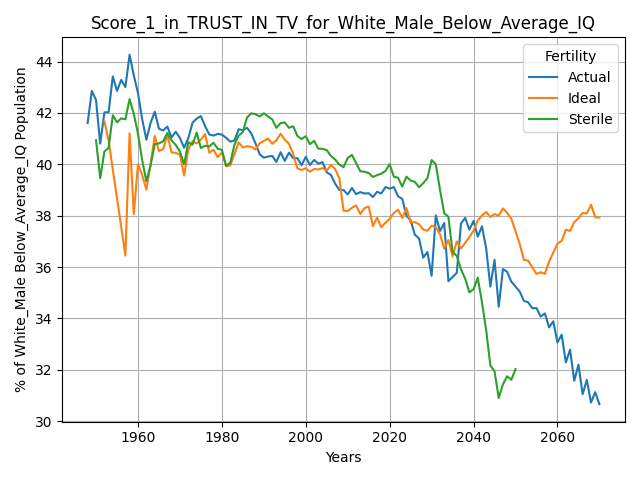 Score_1_in_TRUST_IN_TV_for_White_Male_Below_Average_IQ
% of White_Male Below_Average_IQ Population
44
42
40
38
36
34
32
30
Fertility
Actual
Ideal
Sterile
1960 1980 2000 2020 2040 2060
Years